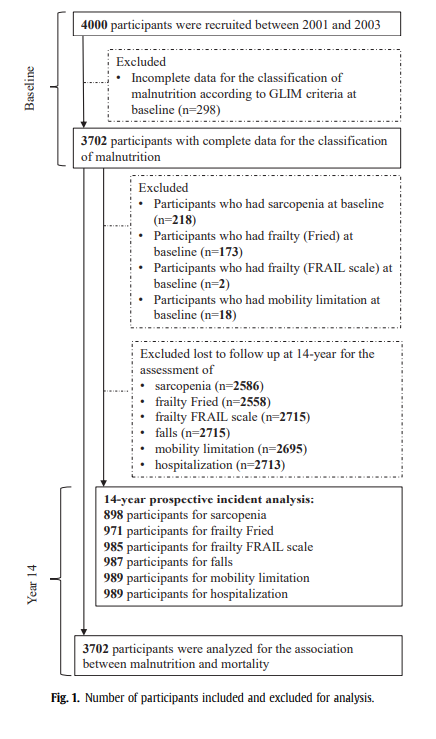 4000 participants were recruited between 2001 and 2003
Baseline
Excluded
• Incomplete data for the classification of
malnutrition according to GLIM criteria at
baseline (n=298)
3702 participants with complete data for the classification
of malnutrition
Excluded
• Participants who had sarcopenia at baseline
(n=218)
• Participants who had frailty (Fried) at
baseline (n=173)
• Participants who had frailty (FRAIL scale) at
baseline (n=2)
• Participants who had mobility limitation at
baseline (n=18)
Excluded lost to follow up at 14-year for the
assessment of
• sarcopenia (n=2586)
• frailty Fried (n=2558)
• frailty FRAIL scale (n=2715)
• falls (n=2715)
• mobility limitation (n=2695)
• hospitalization (n=2713)
Year 14
14-year prospective incident analysis:
898 participants for sarcopenia
971 participants for frailty Fried
985 participants for frailty FRAIL scale
987 participants for falls
989 participants for mobility limitation
989 participants for hospitalization
3702 participants were analyzed for the association
between malnutrition and mortality
Fig. 1. Number of participants included and excluded for analysis.